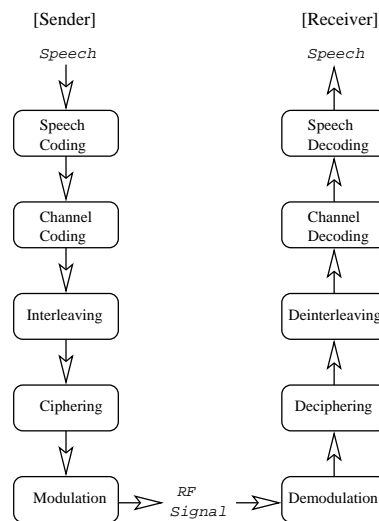 [Sender]
Speech
Speech
Coding
Channel
Coding
Interleaving
Ciphering
Modulation
RF
Signal
[Receiver]
Speech
Speech
Decoding
Channel
Decoding
Deinterleaving
Deciphering
Demodulation